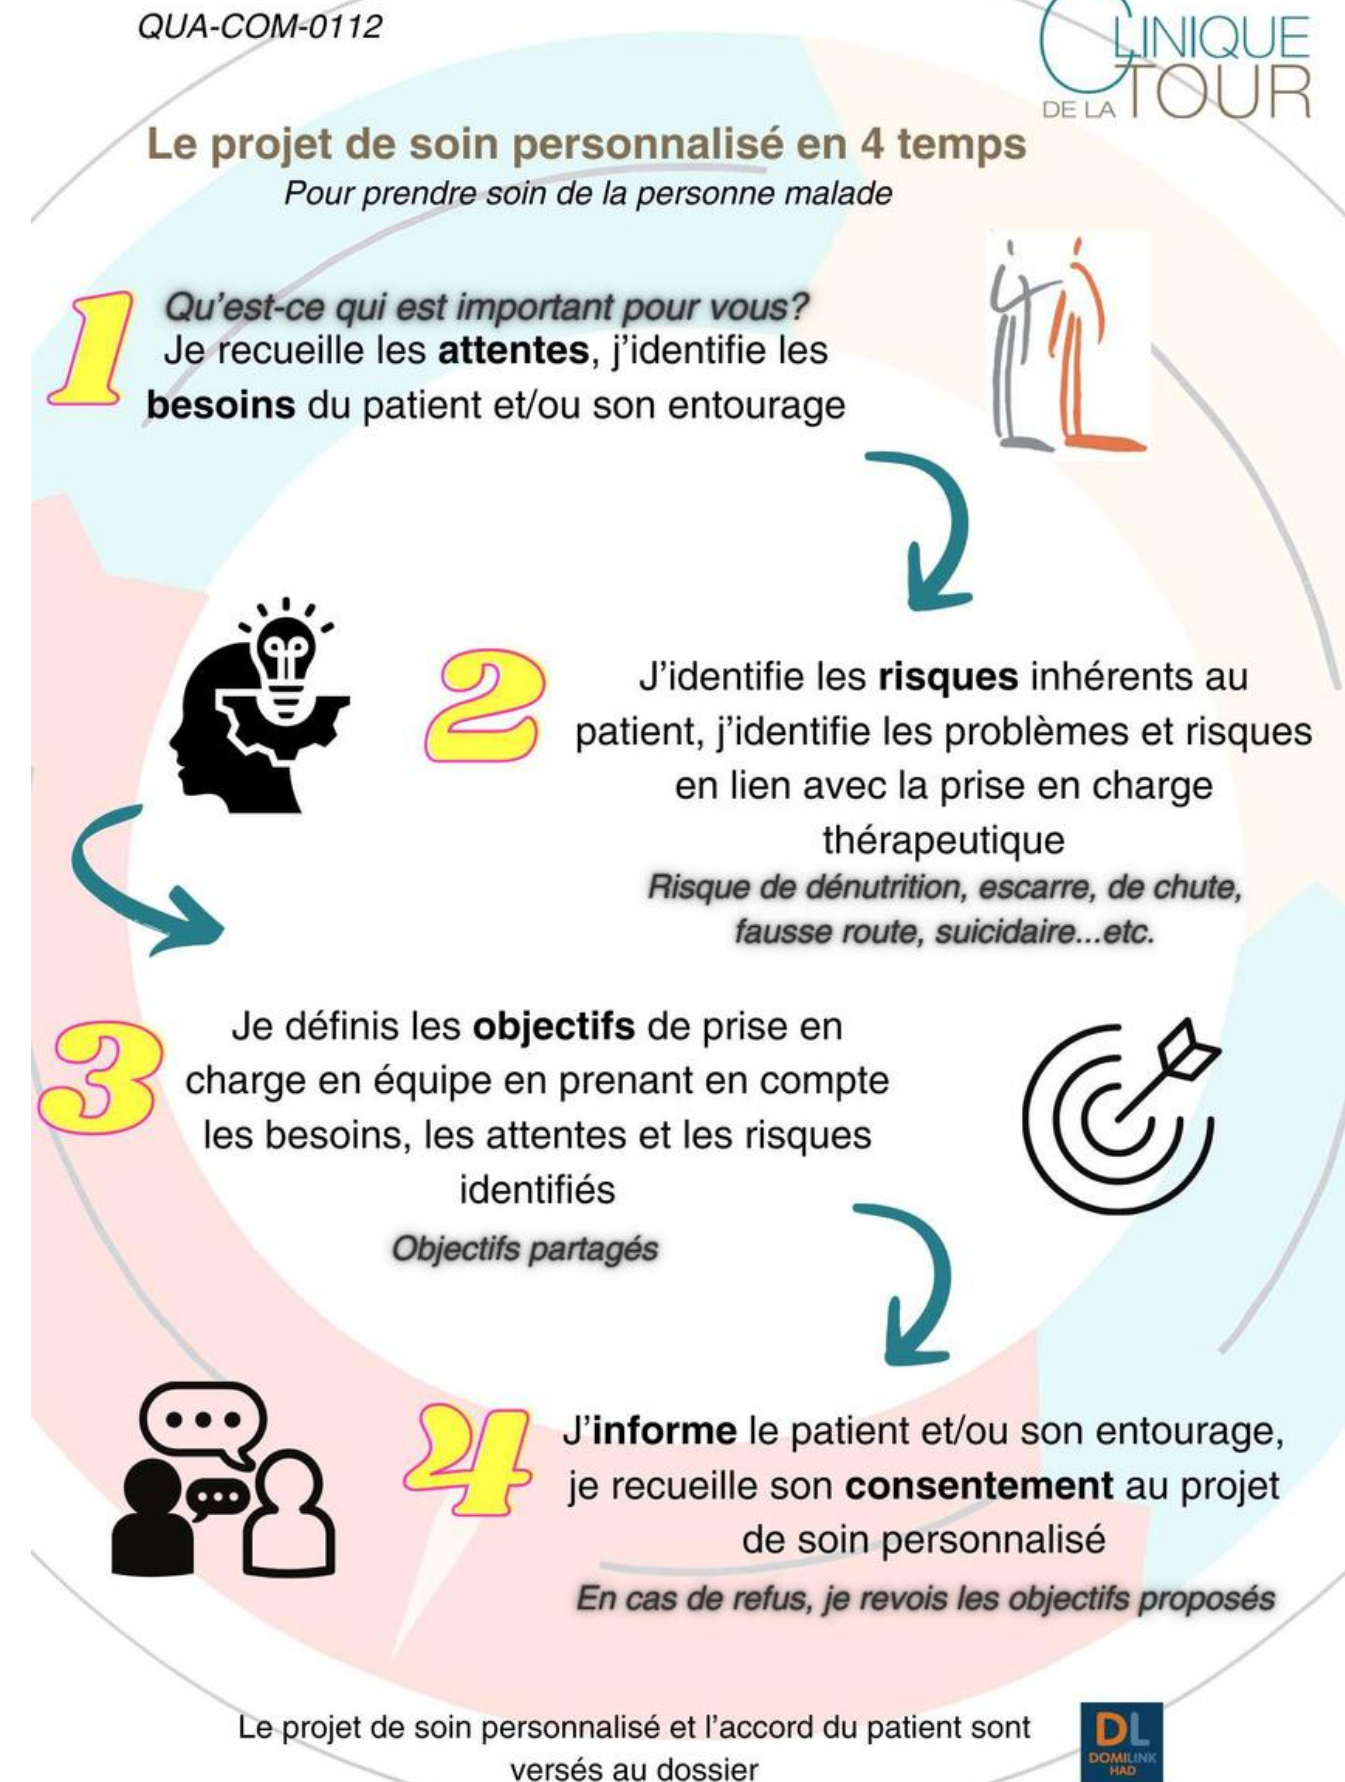 QUA-COM-0112
CLINIQUE
DE LA TOUR
Le projet de soin personnalisé en 4 temps
Pour prendre soin de la personne malade
1
Qu'est-ce qui est important pour vous?
Je recueille les attentes, j'identifie les
besoins du patient et/ou son entourage
2
J'identifie les risques inhérents au
patient, j'identifie les problèmes et risques
en lien avec la prise en charge
thérapeutique
Risque de dénutrition, escarre, de chute,
fausse route, suicidaire...etc.
3
Je définis les objectifs de prise en
charge en équipe en prenant en compte
les besoins, les attentes et les risques
identifiés
Objectifs partagés
4
J'informe le patient et/ou son entourage,
je recueille son consentement au projet
de soin personnalisé
En cas de refus, je revois les objectifs proposés
Le projet de soin personnalisé et l'accord du patient sont
versés au dossier
DL
DOMILINK
HAD